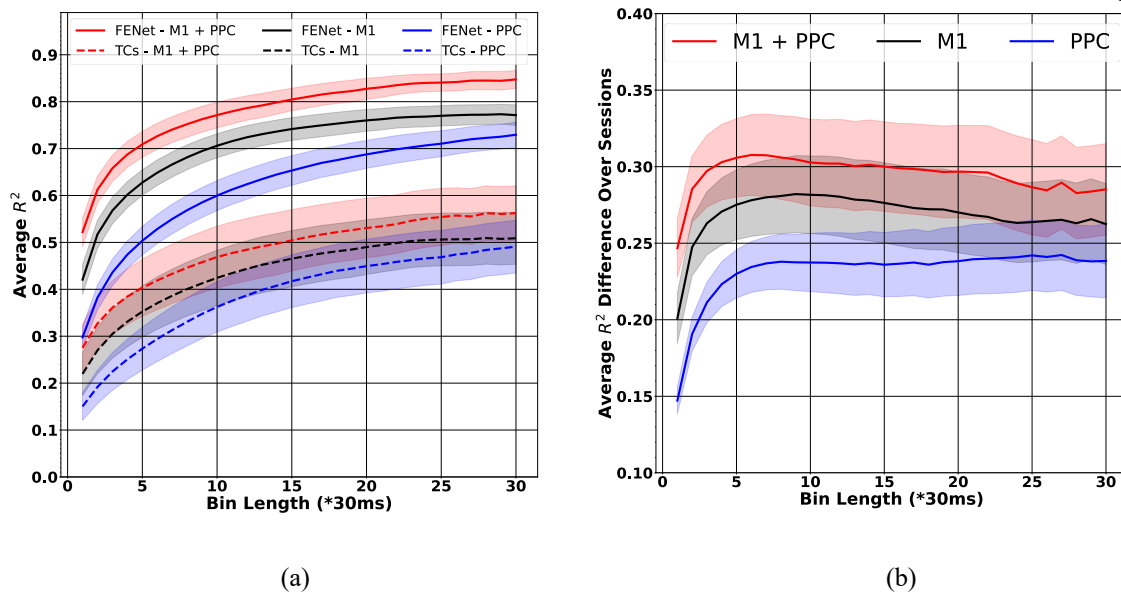 FENet - M1 + PPC
TCs - M1 + PPC
FENet - M1
TCs - M1
FENet - PPC
TCs - PPC
Average R²
0.9
0.8
0.7
0.6
0.5
0.4
0.3
0.2
0.1
0.0
0 5 10 15 20 25 30
Bin Length (*30ms)
(a)
M1 + PPC M1 PPC
Average R² Difference Over Sessions
0.40
0.35
0.30
0.25
0.20
0.15
0.10
0 5 10 15 20 25 30
Bin Length (*30ms)
(b)